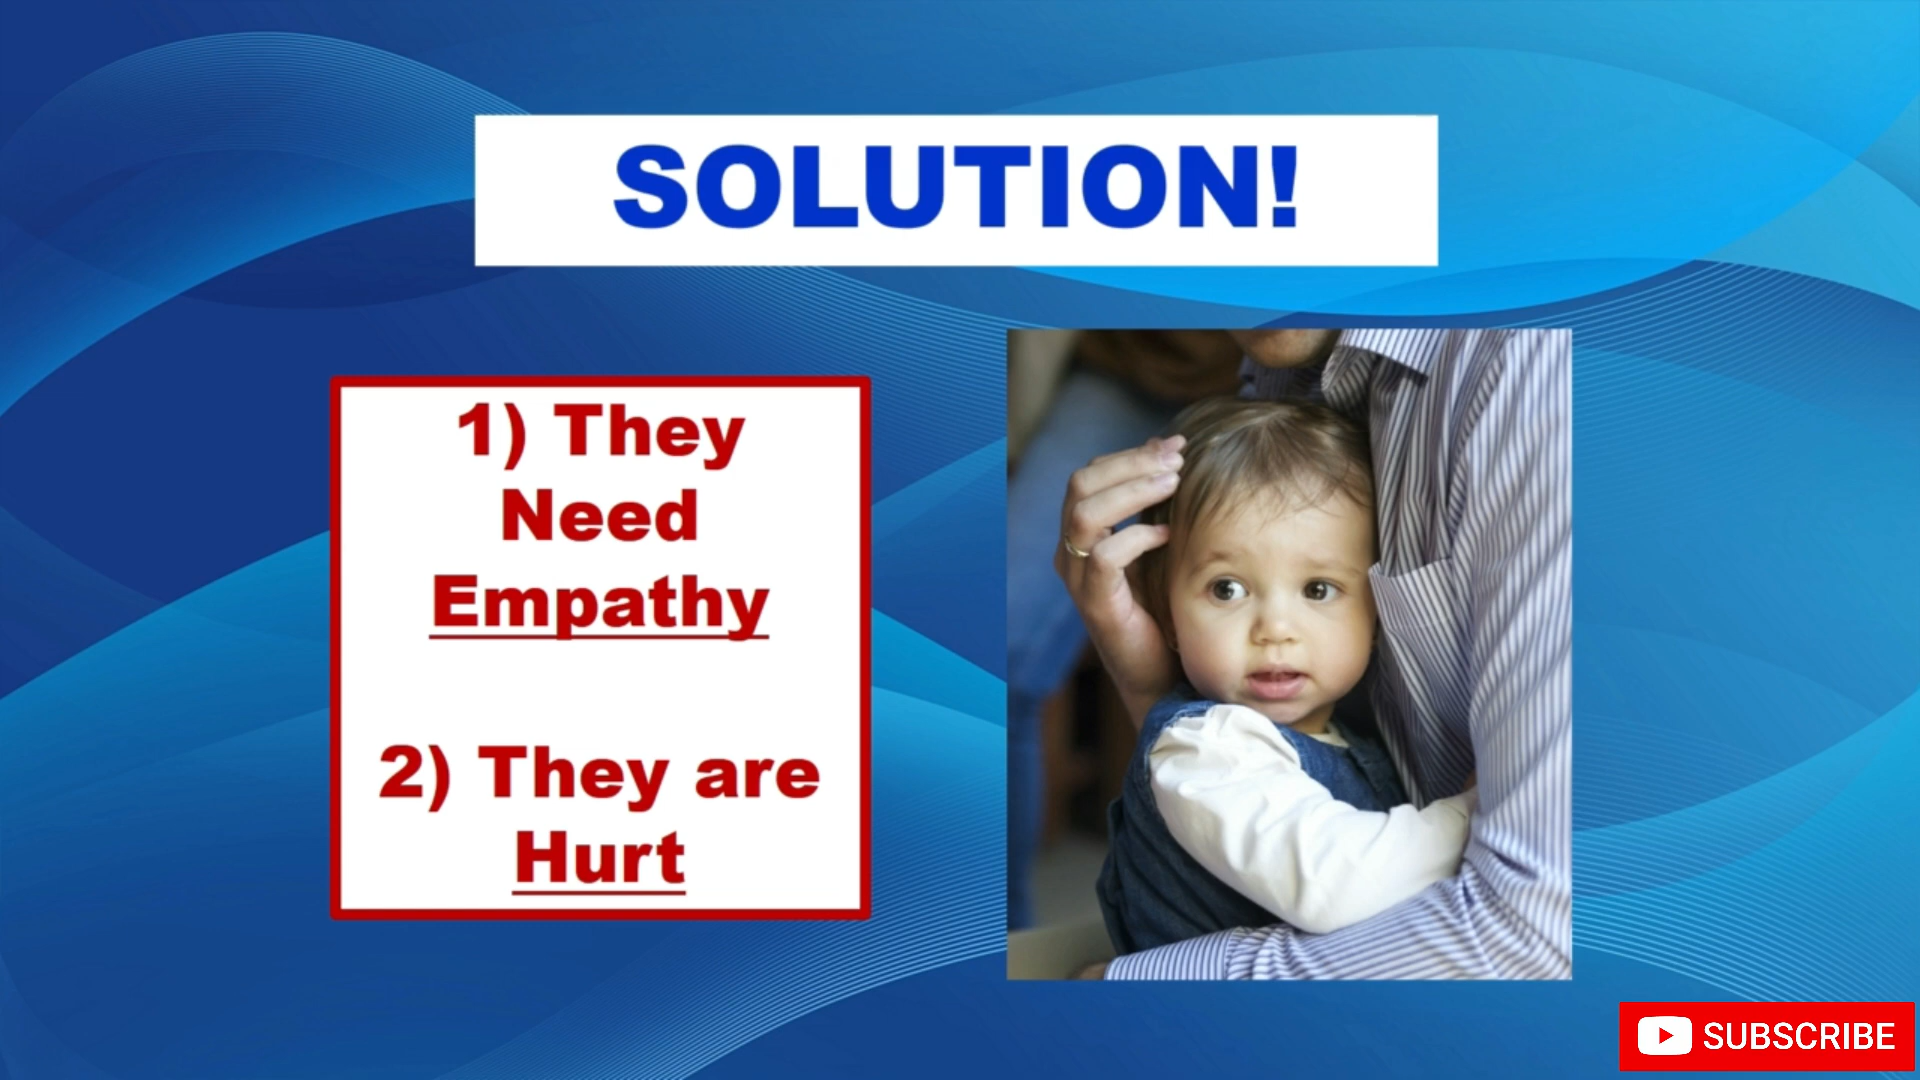 SOLUTION!
1) They
Need
Empathy
2) They are
Hurt
SUBSCRIBE